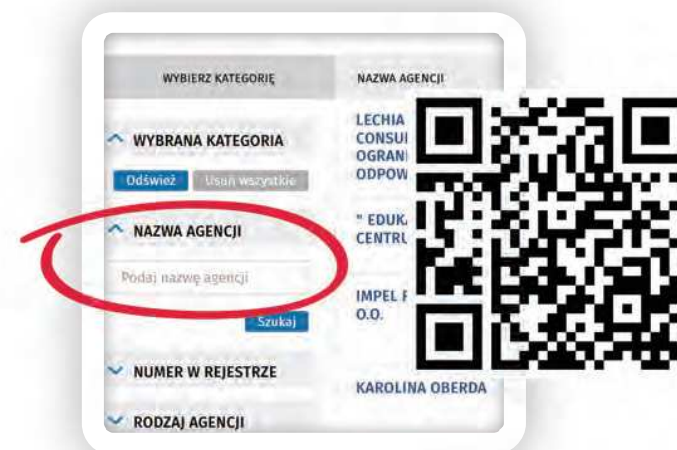 WYBIERZ KATEGORIĘ
NAZWA AGENCJI
WYBRANA KATEGORIA
Odśwież
Usuń wszystkie
NAZWA AGENCJI
Podaj nazwę agencji
Szukaj
NUMER W REJESTRZE
RODZAJ AGENCJI
LECHIA
CONSUL
OGRANI
ODPOW
" EDUK
CENTRU
IMPEL
O.O.
KAROLINA OBERDA